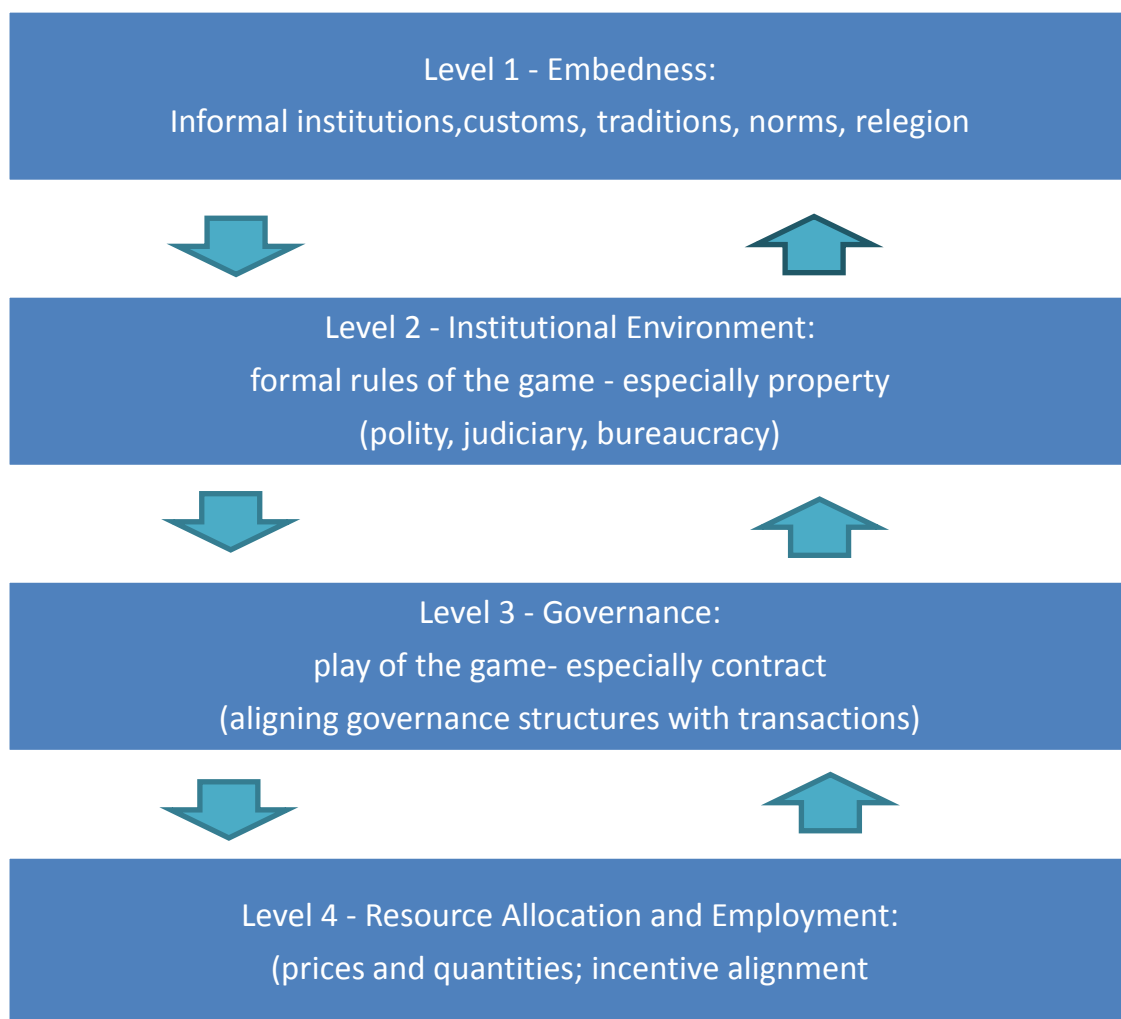 Level 1 - Embedness:
Informal institutions,customs, traditions, norms, relegion
Level 2 - Institutional Environment:
formal rules of the game - especially property
(polity, judiciary, bureaucracy)
Level 3 - Governance:
play of the game- especially contract
(aligning governance structures with transactions)
Level 4 - Resource Allocation and Employment:
(prices and quantities; incentive alignment